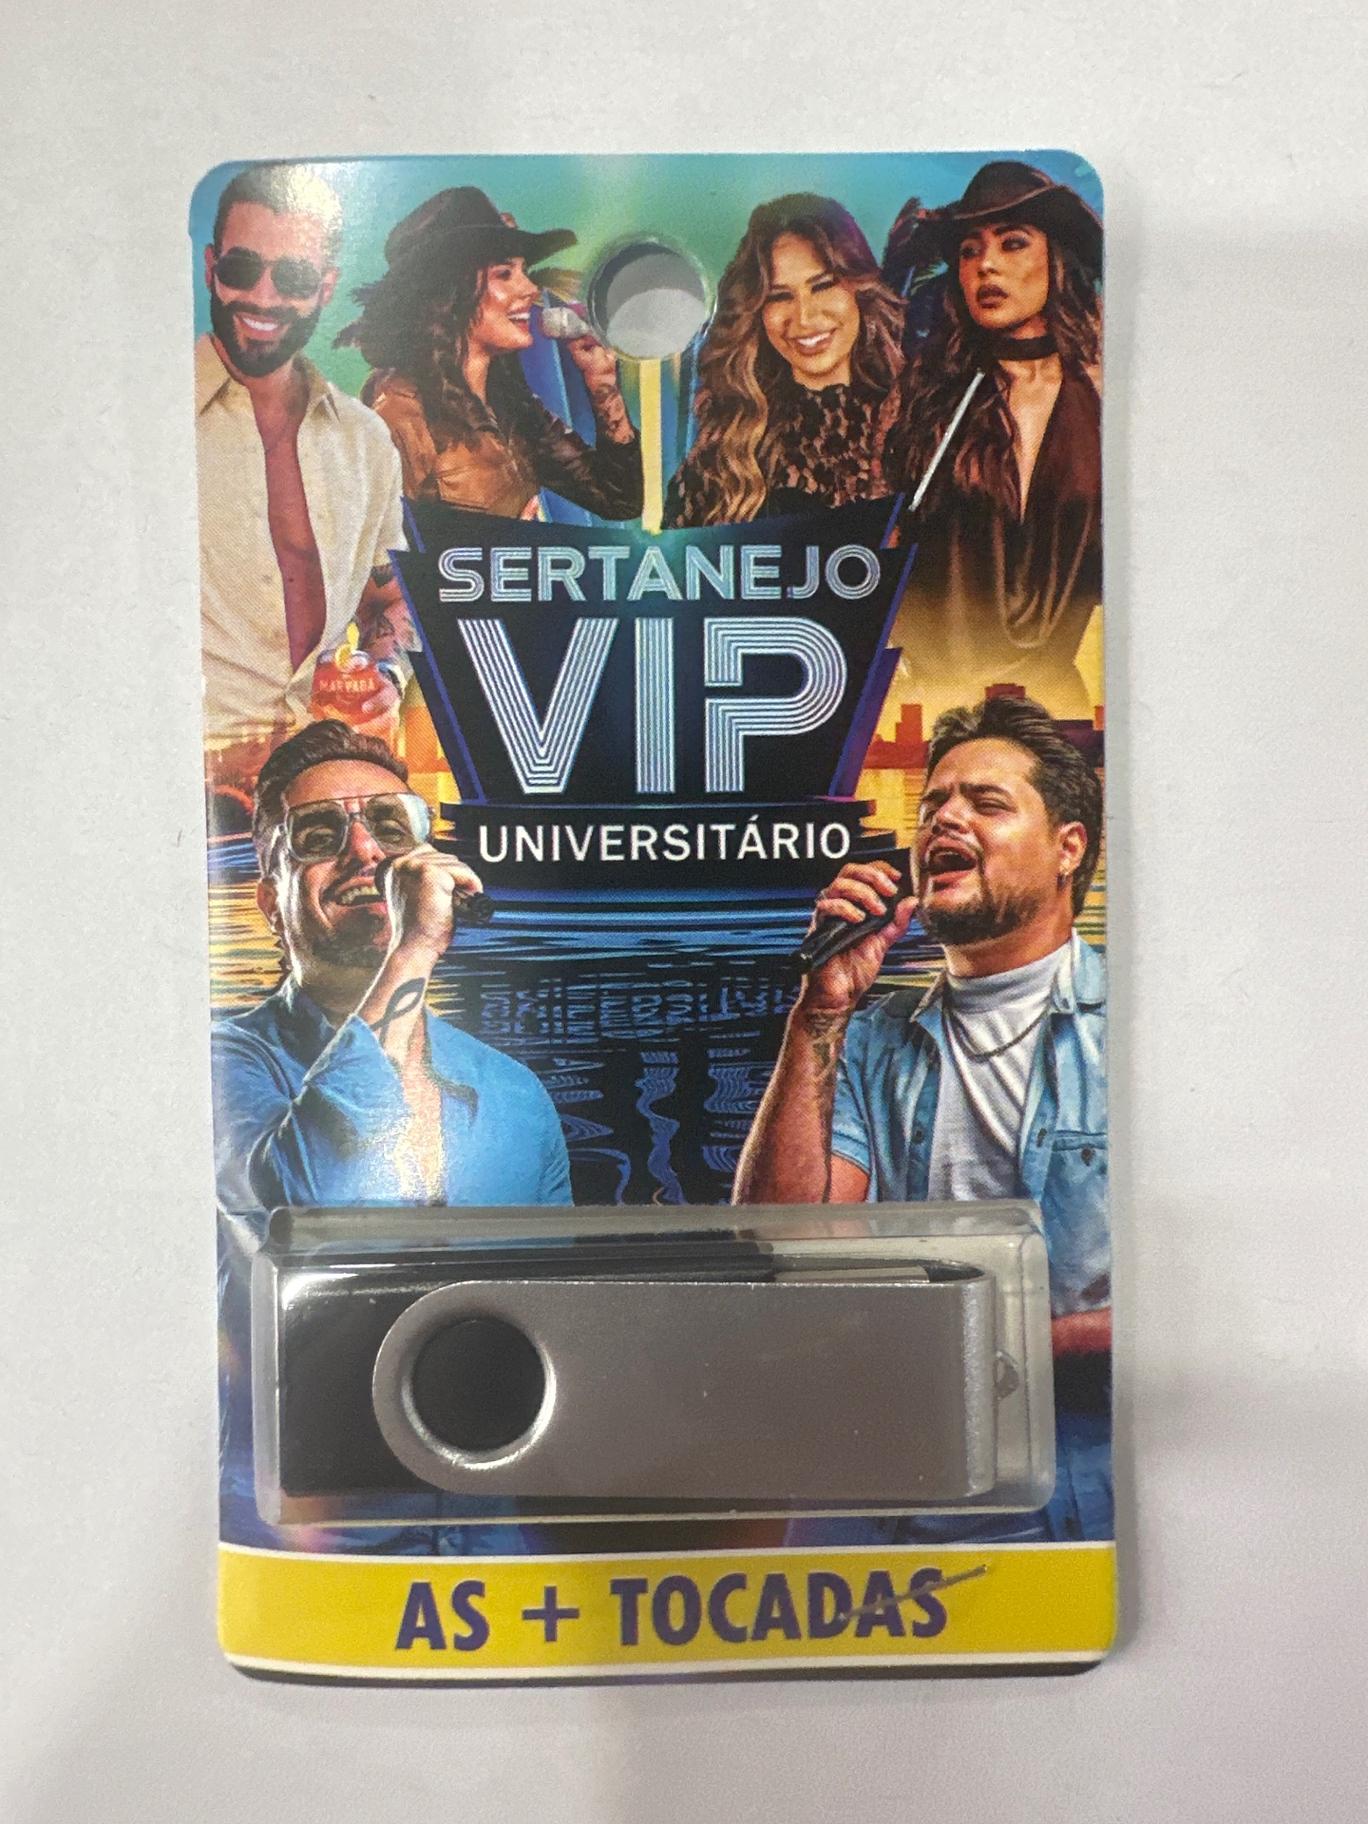 SERTANEJO
VIP
UNIVERSITÁRIO
AS + TOCADAS